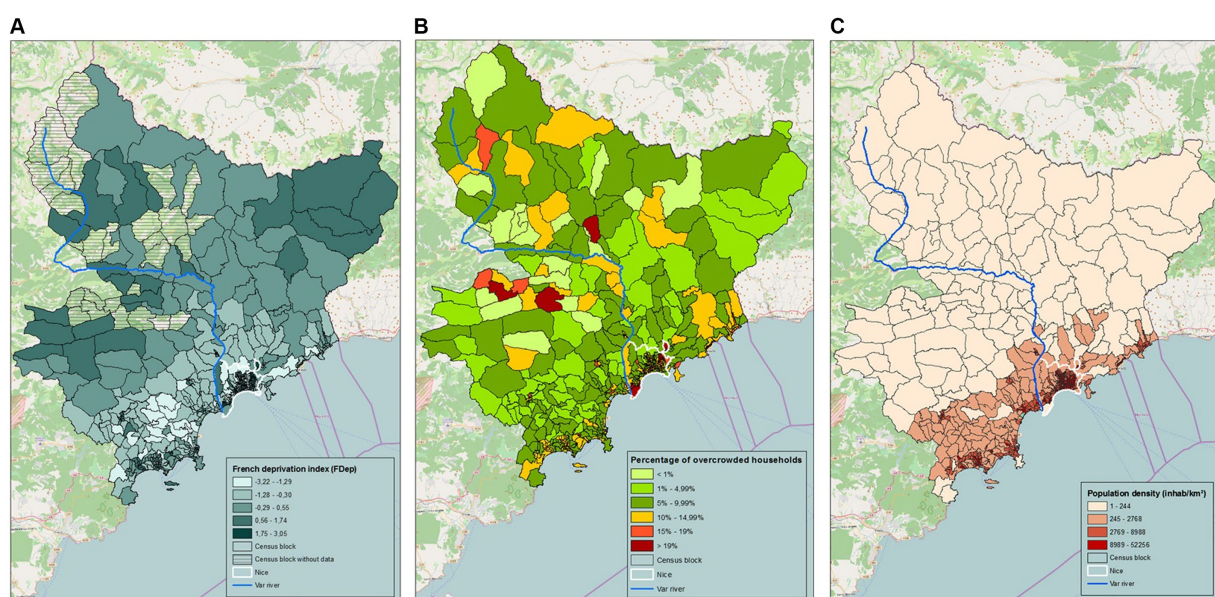 A
B
C
French deprivation index (FDep)
-3,22 - -1,29
-1,28 - -0,30
-0,29 - 0,55
0,56 - 1,74
1,75 - 3,05
Census block
Census block without data
Nice
Var river
Percentage of overcrowded households
< 1%
1% - 4,99%
5% - 9,99%
10% - 14,99%
15% - 19%
> 19%
Census block
Nice
Var river
Population density (inhab/km²)
1 - 244
245 - 2768
2769 - 8988
8989 - 52256
Census block
Nice
Var river